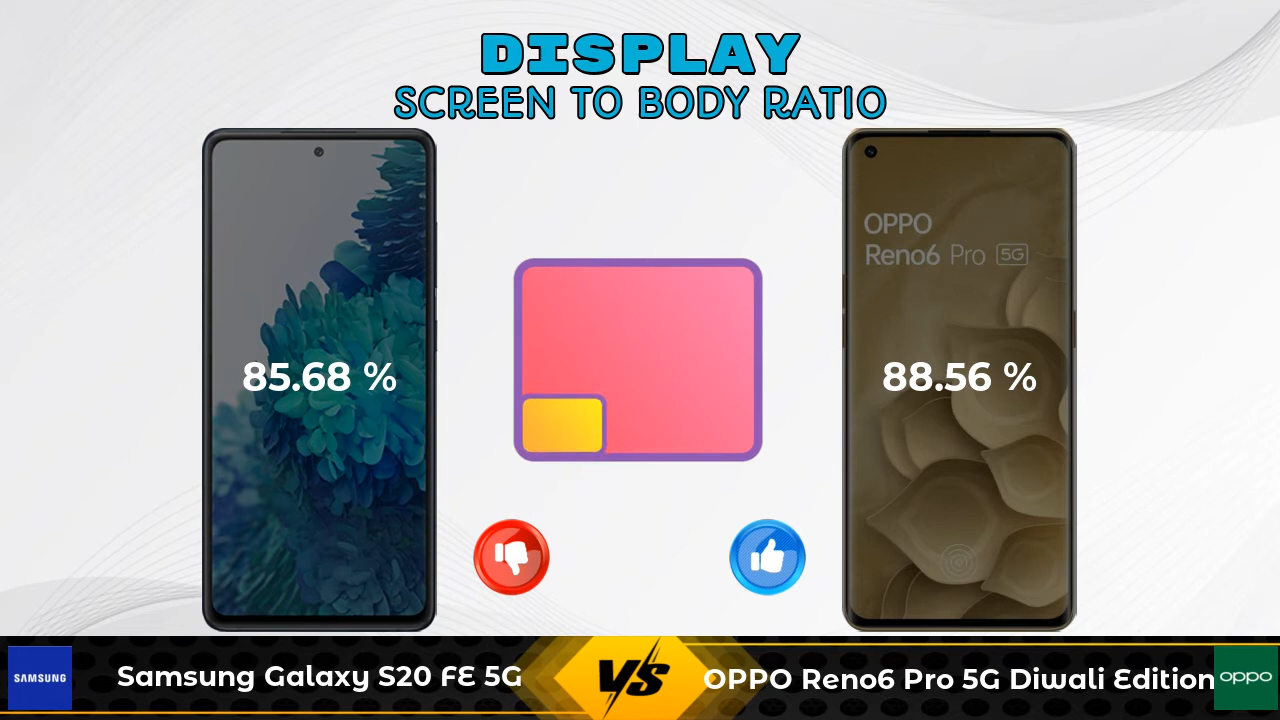 DISPLAY
SCREEN TO BODY RATIO
OPPO
Reno6 Pro 5G
85.68 %
88.56 %
SAMSUNG
Samsung Galaxy S20 FE 5G
VS
OPPO Reno6 Pro 5G Diwali Edition
oppo